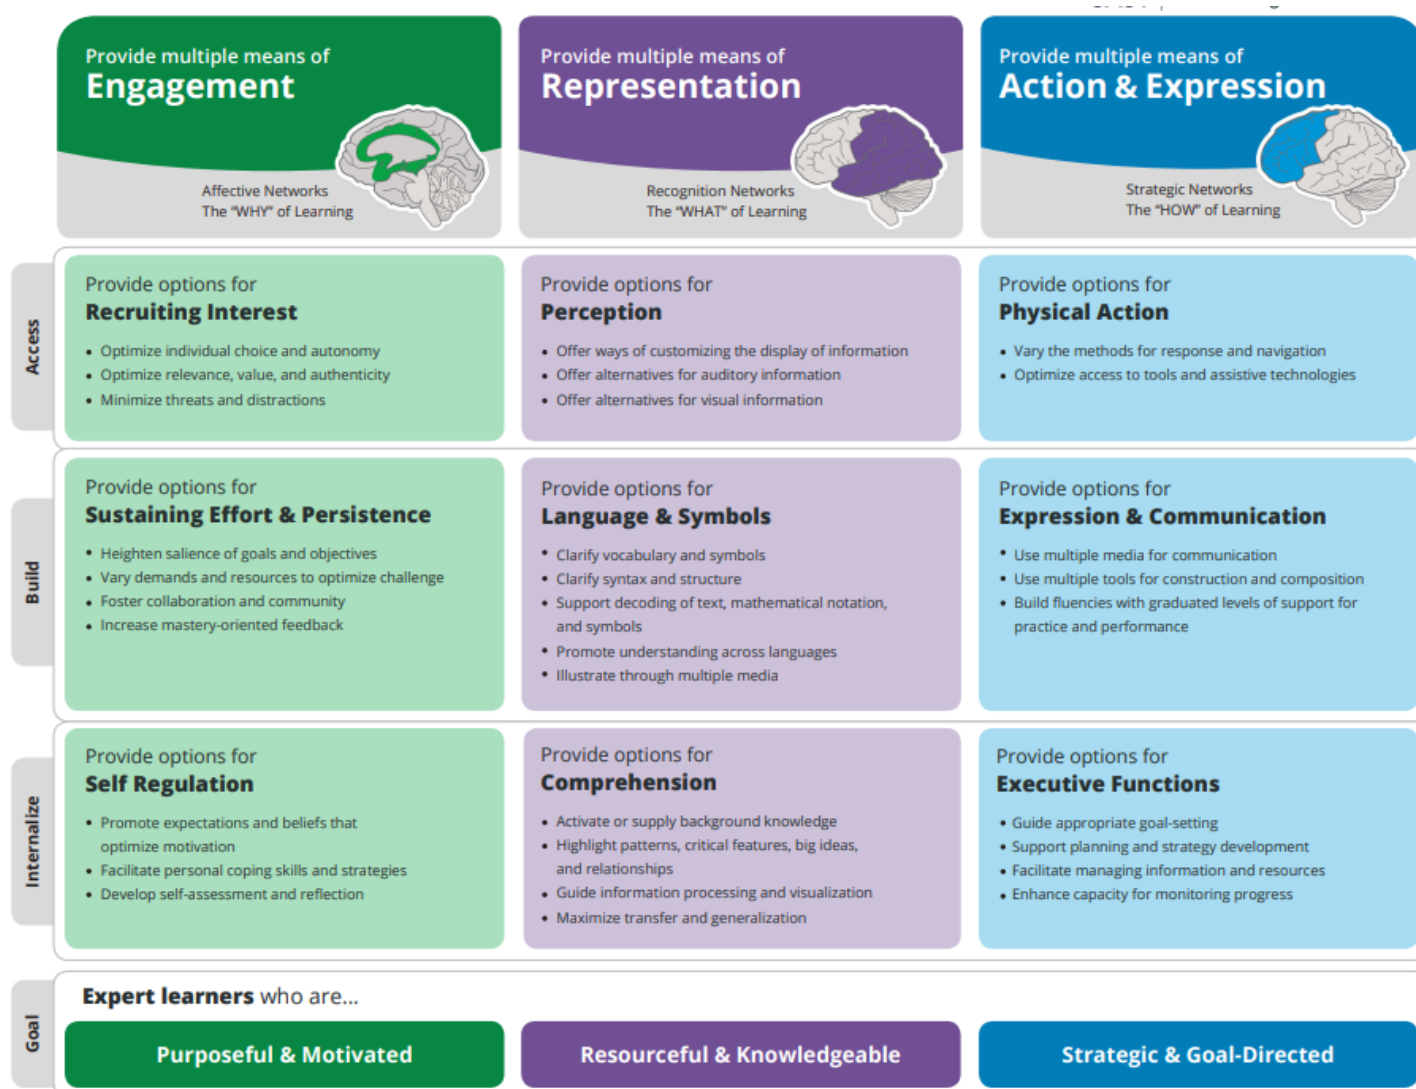 Provide multiple means of
Engagement
Affective Networks
The “WHY” of Learning
Provide multiple means of
Representation
Recognition Networks
The “WHAT” of Learning
Provide multiple means of
Action & Expression
Strategic Networks
The “HOW” of Learning
Access
Provide options for
Recruiting Interest
• Optimize individual choice and autonomy
• Optimize relevance, value, and authenticity
• Minimize threats and distractions
Provide options for
Perception
• Offer ways of customizing the display of information
• Offer alternatives for auditory information
• Offer alternatives for visual information
Provide options for
Physical Action
• Vary the methods for response and navigation
• Optimize access to tools and assistive technologies
Build
Provide options for
Sustaining Effort & Persistence
• Heighten salience of goals and objectives
• Vary demands and resources to optimize challenge
• Foster collaboration and community
• Increase mastery-oriented feedback
Provide options for
Language & Symbols
• Clarify vocabulary and symbols
• Clarify syntax and structure
• Support decoding of text, mathematical notation,
and symbols
• Promote understanding across languages
• Illustrate through multiple media
Provide options for
Expression & Communication
• Use multiple media for communication
• Use multiple tools for construction and composition
• Build fluencies with graduated levels of support for
practice and performance
Internalize
Provide options for
Self Regulation
• Promote expectations and beliefs that
optimize motivation
• Facilitate personal coping skills and strategies
• Develop self-assessment and reflection
Provide options for
Comprehension
• Activate or supply background knowledge
• Highlight patterns, critical features, big ideas,
and relationships
• Guide information processing and visualization
• Maximize transfer and generalization
Provide options for
Executive Functions
• Guide appropriate goal-setting
• Support planning and strategy development
• Facilitate managing information and resources
• Enhance capacity for monitoring progress
Goal
Expert learners who are...
Purposeful & Motivated
Resourceful & Knowledgeable
Strategic & Goal-Directed